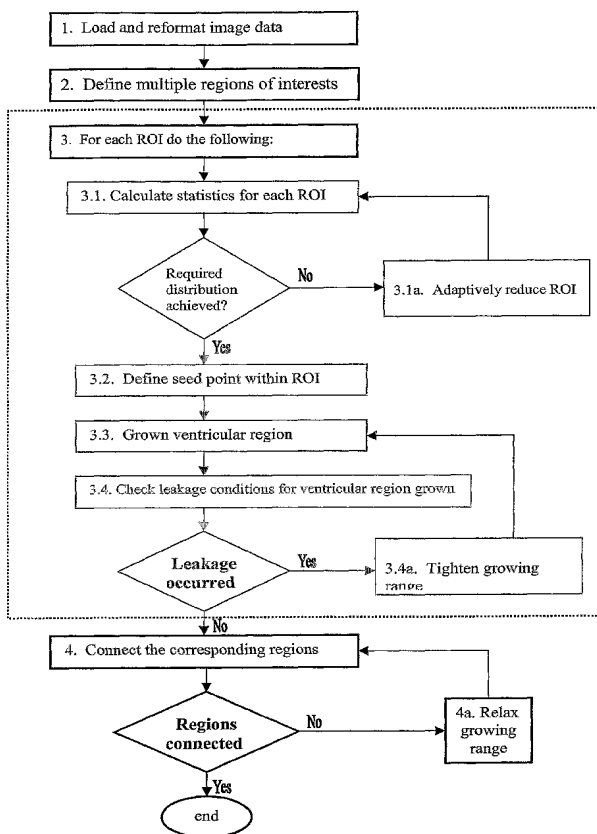 1. Load and reformat image data
2. Define multiple regions of interests
3. For each ROI do the following:
3.1. Calculate statistics for each ROI
Required
distribution
achieved?
No
3.1a. Adaptively reduce ROI
Yes
3.2. Define seed point within ROI
3.3. Grown ventricular region
3.4. Check leakage conditions for ventricular region grown
Leakage
occurred
Yes
3.4a. Tighten growing
range
No
4. Connect the corresponding regions
Regions
connected
No
4a. Relax
growing
range
Yes
end